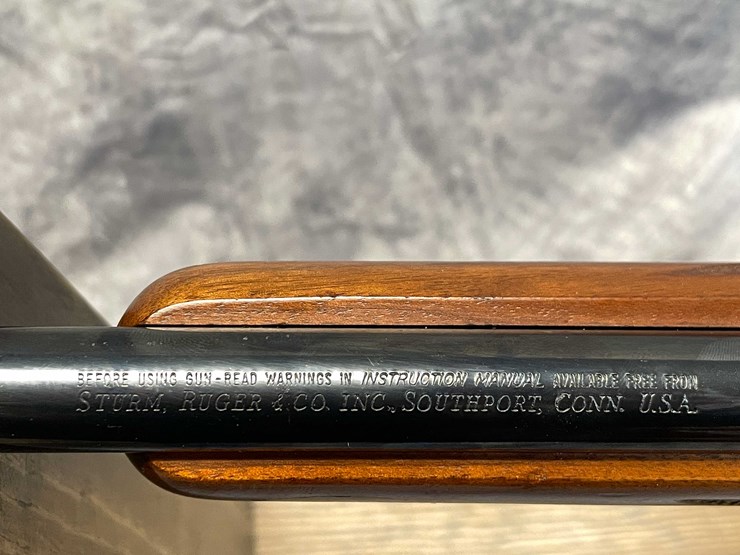 BEFORE USING GUN-READ WARNINGS IN INSTRUCTION MANUAL AVAILABLE FREE FROM
STURM, RUGER & CO. INC., SOUTHPORT, CONN. U.S.A.